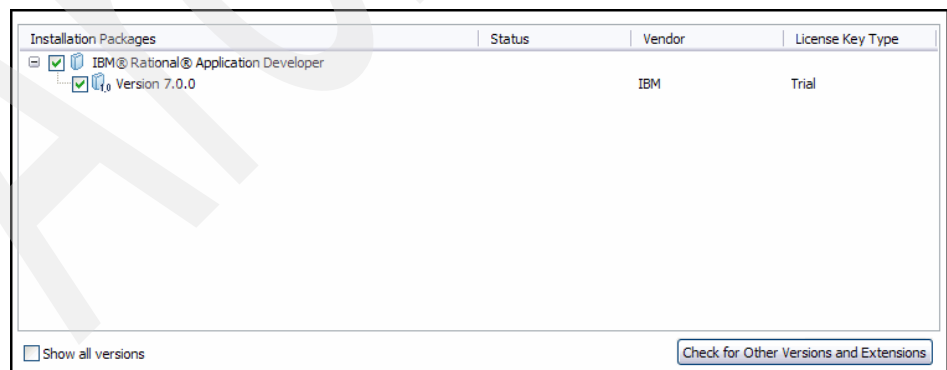 Installation Packages Status Vendor License Key Type
IBM® Rational® Application Developer
Version 7.0.0 IBM Trial
Show all versions Check for Other Versions and Extensions